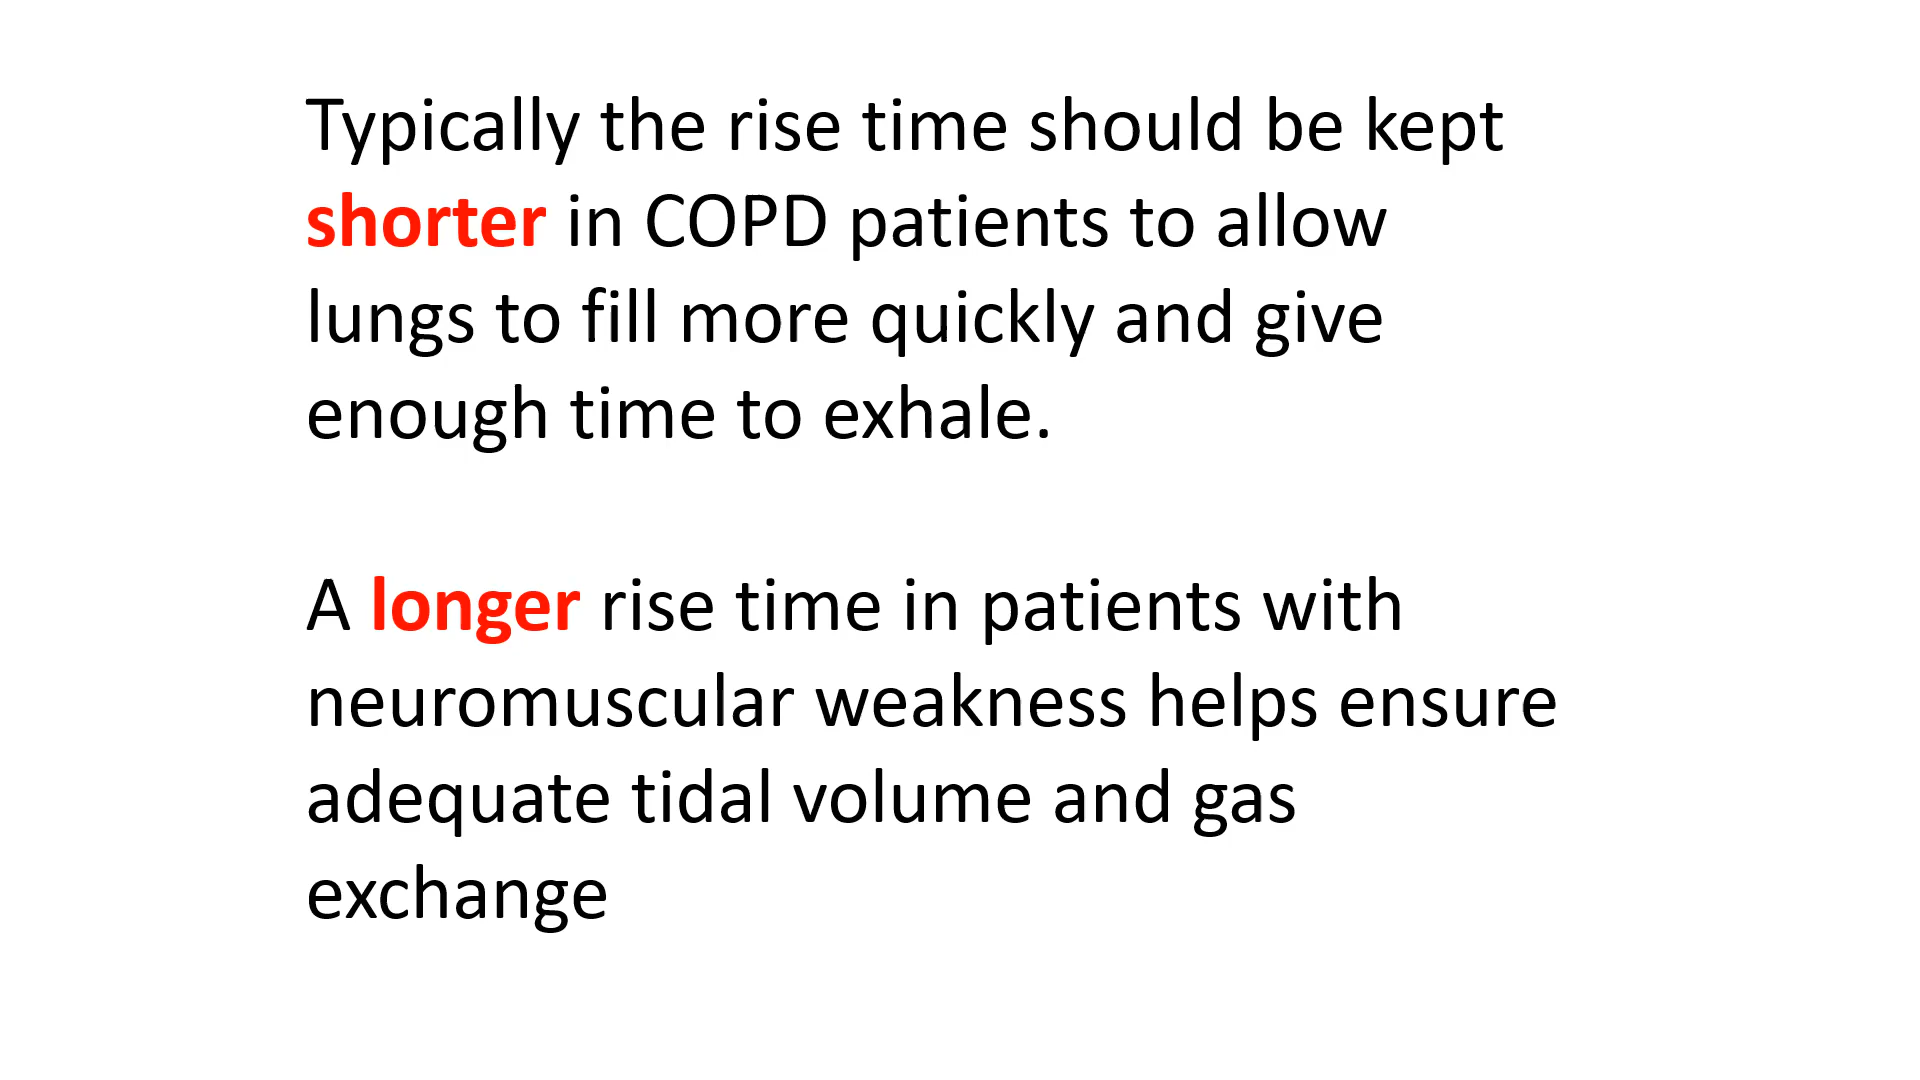 Typically the rise time should be kept
shorter in COPD patients to allow
lungs to fill more quickly and give
enough time to exhale.
A longer rise time in patients with
neuromuscular weakness helps ensure
adequate tidal volume and gas
exchange